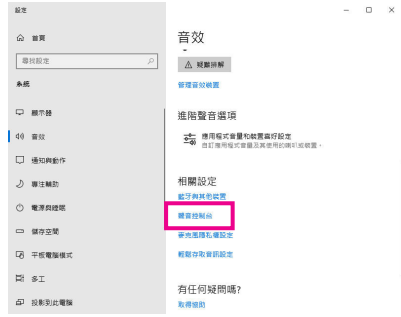 設定
首頁
尋找設定
系統
顯示器
音效
通知與動作
專注輔助
電源與睡眠
儲存空間
平板電腦模式
多工
投影到此電腦
音效
疑難排解
管理音效裝置
進階聲音選項
應用程式音量和裝置喜好設定
自訂應用程式音量及其使用的喇叭或裝置。
相關設定
藍牙與其他裝置
聲音控制台
麥克風隱私權設定
輕鬆存取音訊設定
有任何疑問嗎?
取得協助